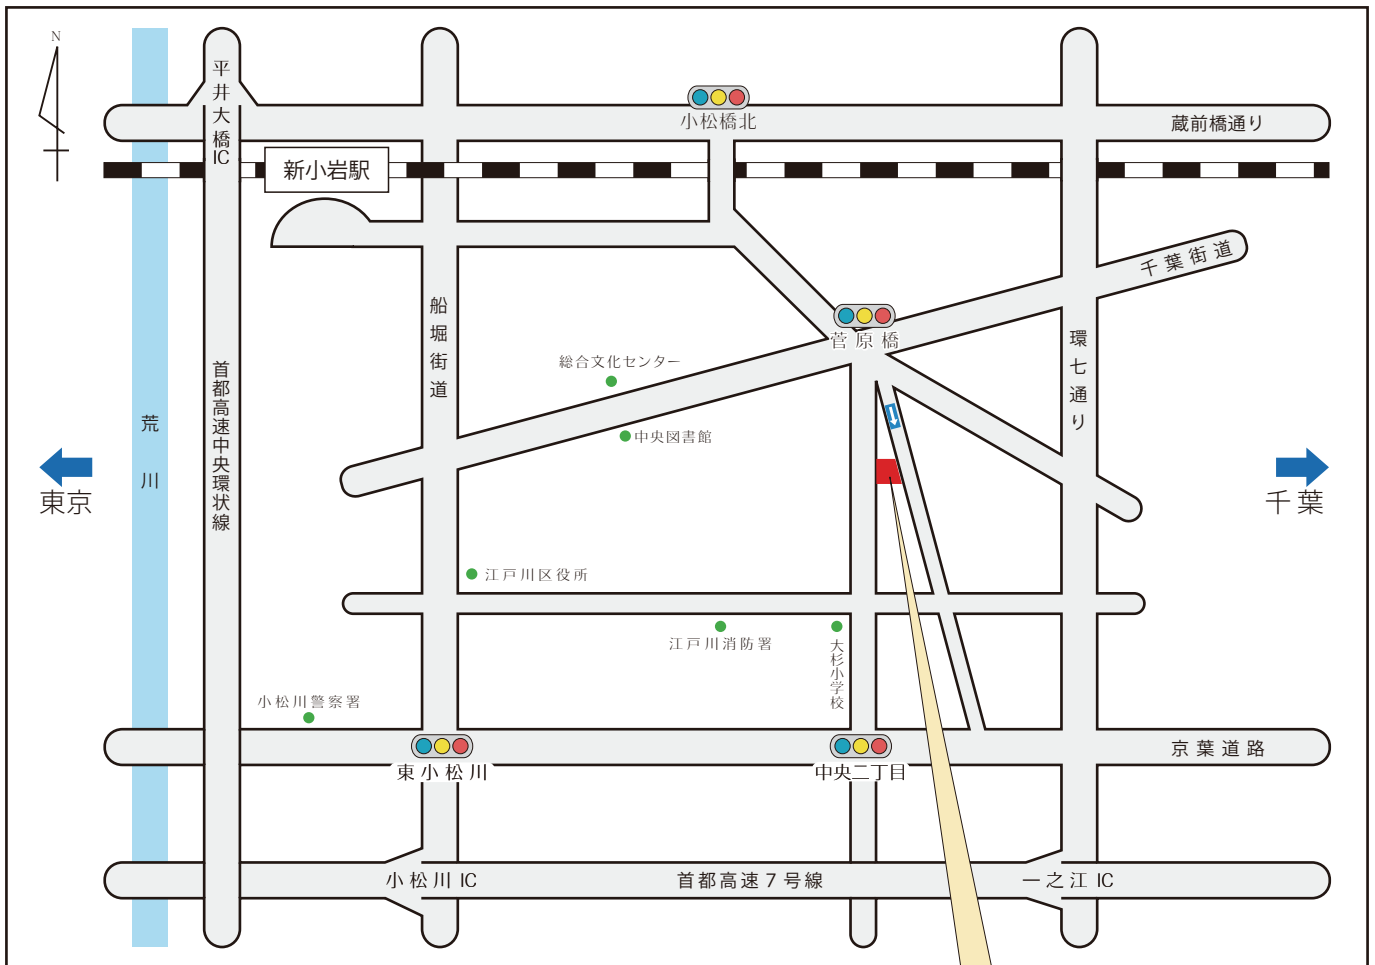 N
平井大橋IC
小松橋北
蔵前橋通り
新小岩駅
千葉街道
船堀街道
菅原橋
環七通り
総合文化センター
首都高速中央環状線
荒川
中央図書館
東京
千葉
江戸川区役所
江戸川消防署
大杉小学校
小松川警察署
京葉道路
東小松川
中央二丁目
小松川IC
首都高速7号線
一之江IC